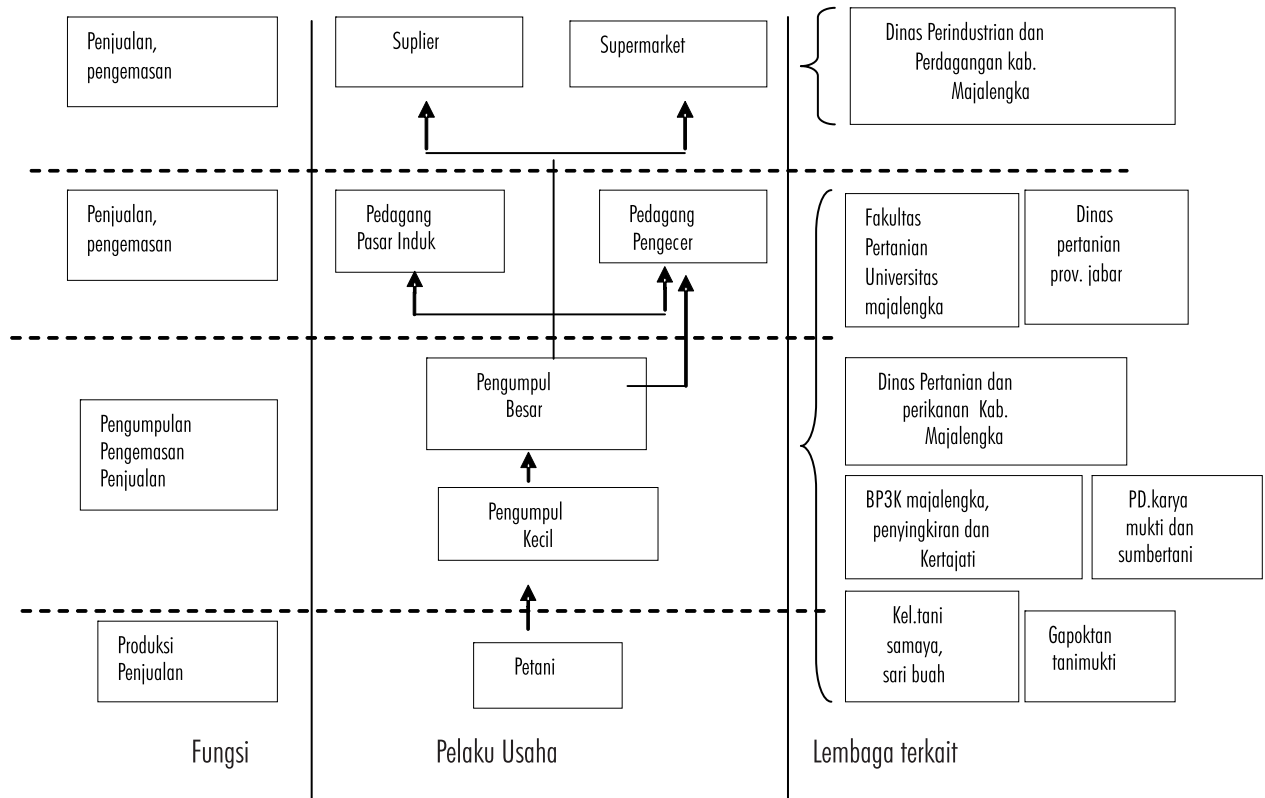 Penjualan,
pengemasan
Suplier
Supermarket
Dinas Perindustrian dan
Perdagangan kab.
Majalengka
Penjualan,
pengemasan
Pedagang
Pasar Induk
Pedagang
Pengecer
Fakultas
Pertanian
Universitas
majalengka
Dinas
pertanian
prov. jabar
Pengumpulan
Pengemasan
Penjualan
Pengumpul
Besar
Pengumpul
Kecil
Dinas Pertanian dan
perikanan Kab.
Majalengka
BP3K majalengka,
penyingkiran dan
Kertajati
PD.karya
mukti dan
sumbertani
Produksi
Penjualan
Petani
Kel.tani
samaya,
sari buah
Gapoktan
tanimukti
Fungsi
Pelaku Usaha
Lembaga terkait